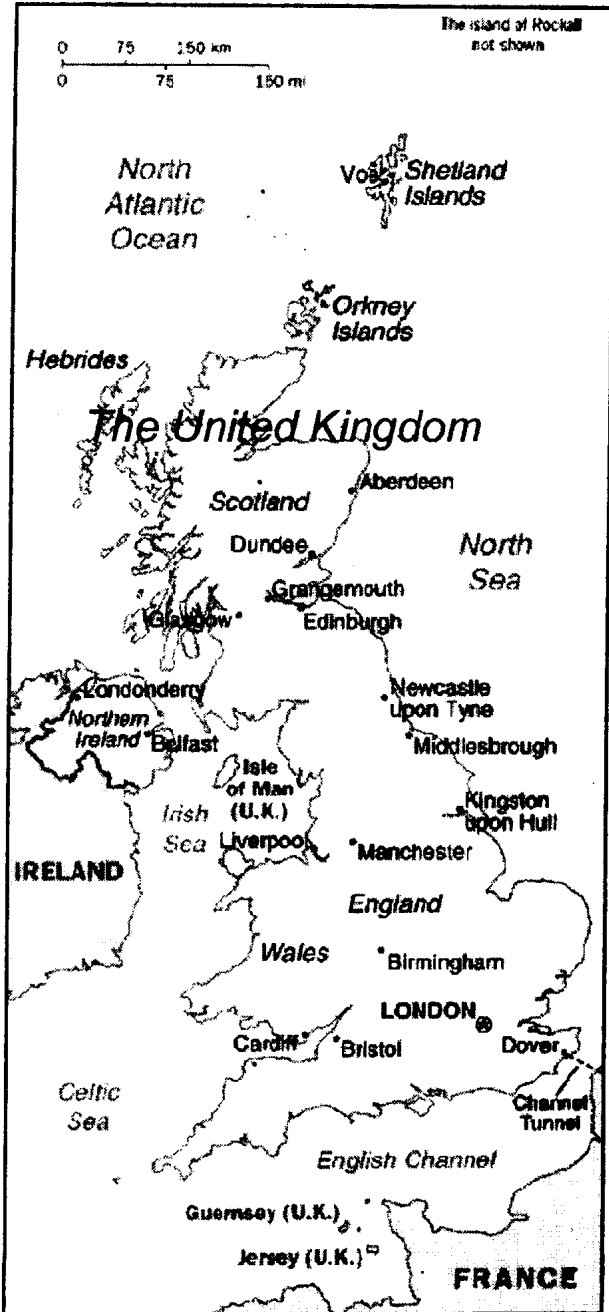 The island of Rockall
not shown
0 75 150 km
0 75 150 mi
North
Atlantic
Ocean
Voe
Shetland
Islands
Orkney
Islands
Hebrides
The United Kingdom
Scotland
Aberdeen
Dundee
North
Sea
Grangemouth
Glasgow
Edinburgh
Londonderry
Northern
Ireland
Belfast
Newcastle
upon Tyne
Middlesbrough
Isle
of Man
(U.K.)
Irish
Sea
Kingston
upon Hull
Liverpool
Manchester
IRELAND
England
Wales
Birmingham
LONDON
Cardiff
Bristol
Dover
Celtic
Sea
Channel
Tunnel
English Channel
Guernsey (U.K.)
Jersey (U.K.)
FRANCE